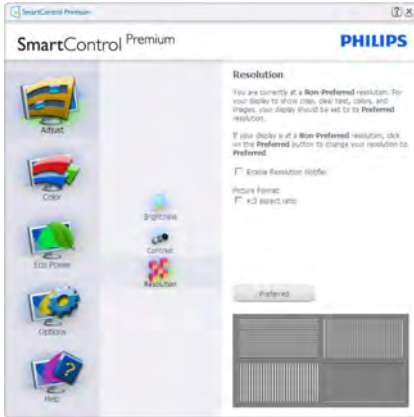 SmartControl Premium
SmartControl Premium
PHILIPS
Adjust
Color
Eco Power
Options
Help
Brightness
Contrast
Resolution
Resolution
You are currently at a Non-Preferred resolution. For
your display to show crisp, clear text, colors, and
images, your display should be set to its Preferred
resolution.
If your display is at a Non-Preferred resolution, click
on the Preferred button to change your resolution to
Preferred.
Enable Resolution Notifier
Picture Format
4:3 aspect ratio
Preferred